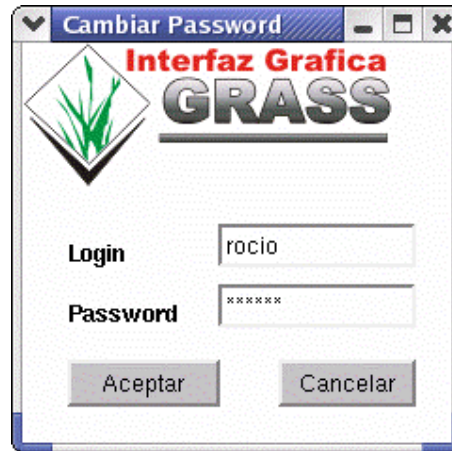 Cambiar Password
Interfaz Grafica
GRASS
Login
rocio
Password
******
Aceptar
Cancelar